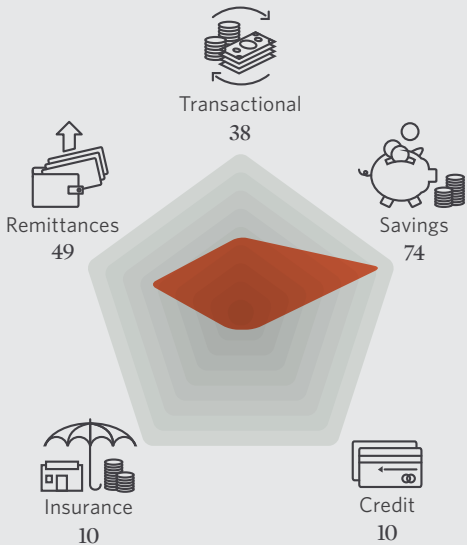 Transactional
38
Remittances
49
Savings
74
Insurance
10
Credit
10